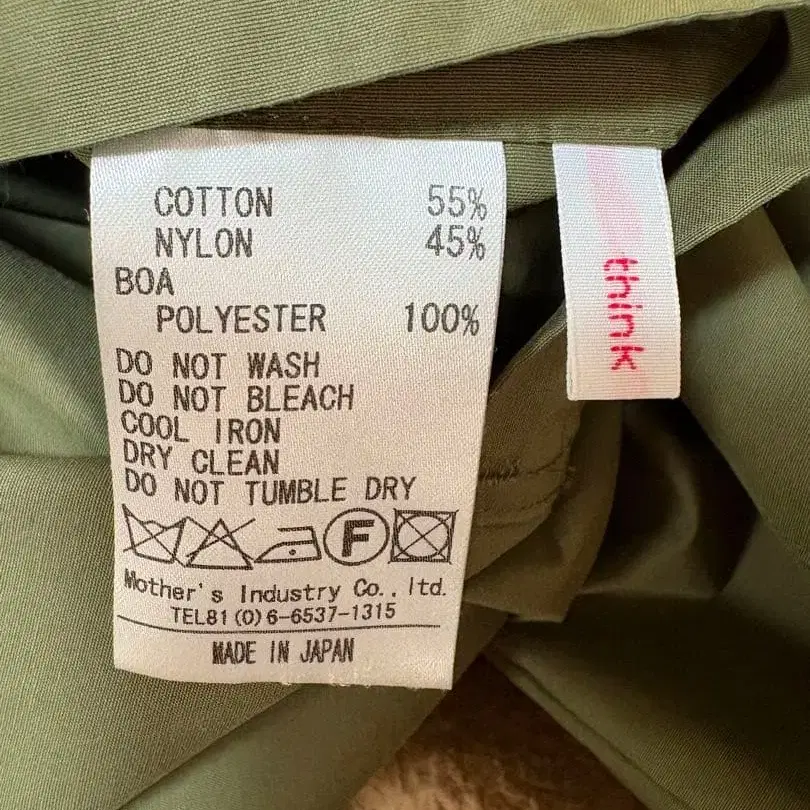 COTTON 55%
NYLON 45%
BOA
POLYESTER 100%
DO NOT WASH
DO NOT BLEACH
COOL IRON
DRY CLEAN
DO NOT TUMBLE DRY
F
Mother's Industry Co., ltd.
TEL81(0)6-6537-1315
MADE IN JAPAN
think